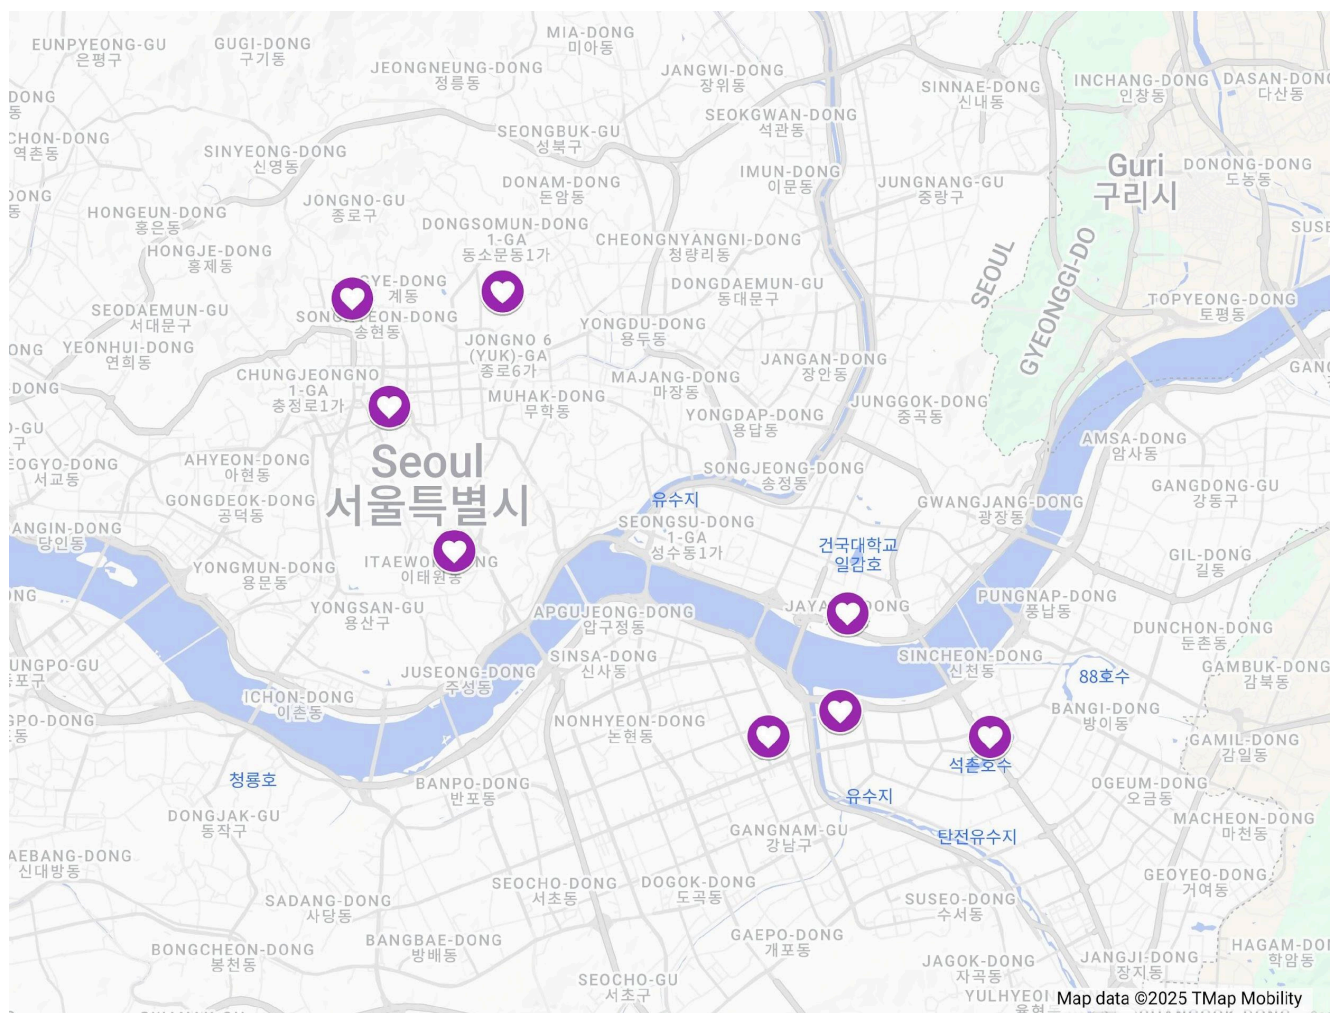 MIA-DONG
미아동
EUNPYEONG-GU
은평구
GUGI-DONG
구기동
JEONGNEUNG-DONG
정릉동
JANGWI-DONG
장위동
SINNAE-DONG
신내동
INCHANG-DONG
인창동
DASAN-DONG
다산동
DONG
동
SEOKGWAN-DONG
석관동
SEONGBUK-GU
성북구
CHON-DONG
역촌동
SINYEONG-DONG
신영동
IMUN-DONG
이문동
Guri
구리시
DONONG-DONG
도농동
DONAM-DONG
돈암동
JUNGNANG-GU
중랑구
JONGNO-GU
종로구
DONG
동
HONGEUN-DONG
홍은동
DONGSOMUN-DONG
1-GA
동소문동1가
CHEONGNYANGNI-DONG
청량리동
SUSE
HONGJE-DONG
홍제동
SEOUL
GYEONGGI-DO
GYE-DONG
계동
DONGDAEMUN-GU
동대문구
TOPYEONG-DONG
토평동
SEODAEMUN-GU
서대문구
송현동
YONGDU-DONG
용두동
JONGNO 6
(YUK)-GA
종로6가
ONG
YEONHUI-DONG
연희동
JANGAN-DONG
장안동
GANG
CHUNGJEONGNO
1-GA
충정로1가
MAJANG-DONG
마장동
DONG
MUHAK-DONG
무학동
JUNGGOK-DONG
중곡동
YONGDAP-DONG
용답동
O-GU
구
AMSA-DONG
암사동
Seoul
서울특별시
EOGYO-DONG
서교동
AHYEON-DONG
아현동
SONGJEONG-DONG
송정동
GANGDONG-GU
강동구
GONGDEOK-DONG
공덕동
유수지
GWANGJANG-DONG
광장동
ANGIN-DONG
당인동
SEONGSU-DONG
1-GA
성수동1가
건국대학교
일감호
GIL-DONG
길동
YONGMUN-DONG
용문동
이태원동
ONG
PUNGNAP-DONG
풍납동
YONGSAN-GU
용산구
APGUJEONG-DONG
압구정동
DUNCHON-DONG
둔촌동
UNGPO-GU
등포구
SINSA-DONG
신사동
SINCHEON-DONG
신천동
GAMBUK-DONG
감북동
JUSEONG-DONG
주성동
88호수
ICHON-DONG
이촌동
BANGI-DONG
방이동
GPO-DONG
동
NONHYEON-DONG
논현동
GAMIL-DONG
감일동
석촌호수
청룡호
BANPO-DONG
반포동
OGEUM-DONG
오금동
유수지
DONGJAK-GU
동작구
MACHEON-DONG
마천동
GANGNAM-GU
강남구
탄천유수지
AEBANG-DONG
신대방동
SEOCHO-DONG
서초동
DOGOK-DONG
도곡동
GEOYEO-DONG
거여동
SADANG-DONG
사당동
SUSEO-DONG
수서동
BANGBAE-DONG
방배동
GAEPO-DONG
개포동
BONGCHEON-DONG
봉천동
HAGAM-DO
학암동
JAGOK-DONG
자곡동
JANGJI-DONG
장지동
SEOCHO-GU
서초구
YULHYEO
Map data ©2025 TMap Mobility